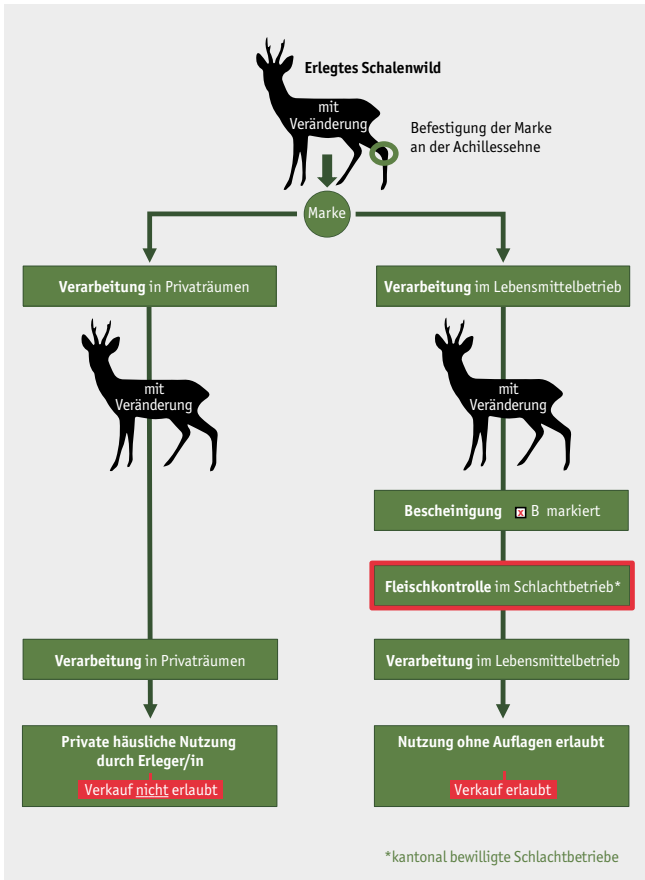 Erlegtes Schalenwild
mit
Veränderung
Befestigung der Marke
an der Achillessehne
Marke
Verarbeitung in Privaträumen
mit
Veränderung
Verarbeitung in Privaträumen
Private häusliche Nutzung
durch Erleger/in
Verkauf nicht erlaubt
Verarbeitung im Lebensmittelbetrieb
mit
Veränderung
Bescheinigung x B markiert
Fleischkontrolle im Schlachtbetrieb*
Verarbeitung im Lebensmittelbetrieb
Nutzung ohne Auflagen erlaubt
Verkauf erlaubt
*kantonal bewilligte Schlachtbetriebe